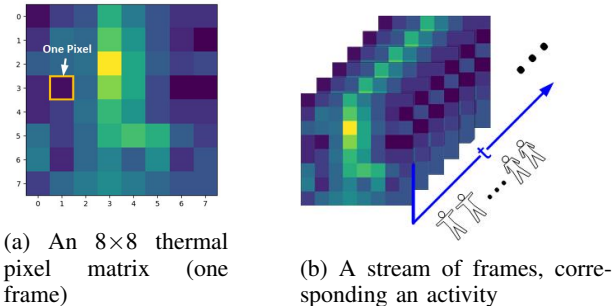 0
1
2
3
4
5
6
7
0 1 2 3 4 5 6 7
One Pixel
t
(a) An 8×8 thermal
pixel matrix (one
frame)
(b) A stream of frames, corre-
sponding an activity